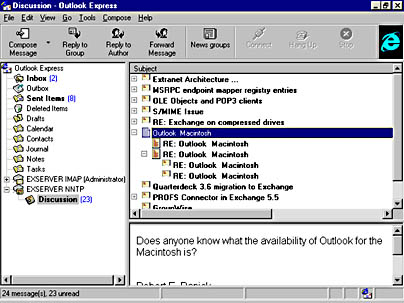 Discussion - Outlook Express
File Edit View Go Tools Compose Help
Compose Message
Reply to Group
Reply to Author
Forward Message
News groups
Connect
Hang Up
Stop
Outlook Express
Inbox (2)
Outbox
Sent Items (8)
Deleted Items
Drafts
Calendar
Contacts
Journal
Notes
Tasks
EXSERVER IMAP (Administrator)
EXSERVER NNTP
Discussion (23)
Subject
Extranet Architecture ...
MSRPC endpoint mapper registry entries
OLE Objects and POP3 clients
S/MIME Issue
RE: Exchange on compressed drives
Outlook Macintosh
RE: Outlook Macintosh
RE: Outlook Macintosh
RE: Outlook Macintosh
RE: Outlook Macintosh
Quarterdeck 3.6 migration to Exchange
PROFS Connector in Exchange 5.5
GroupWise
Does anyone know what the availability of Outlook for the
Macintosh is?
Robert E.
24 message(s), 23 unread